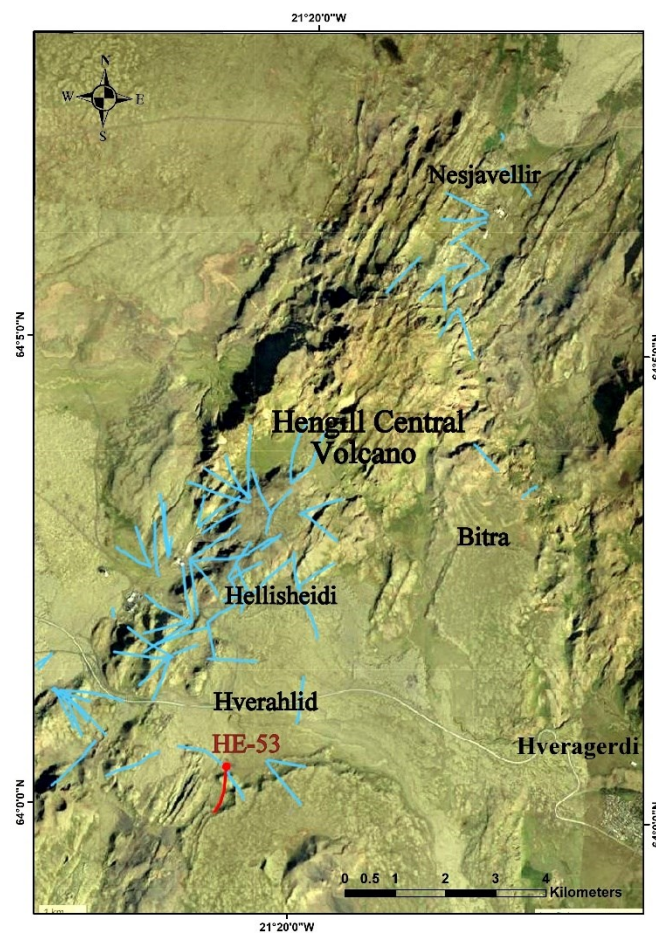 21°20'0"W
N
W
E
S
Nesjavellir
64°5'0"N
Hengill Central
Volcano
Bitra
Hellisheidi
Hverahlid
HE-53
Hveragerdi
64°0'0"N
0 0.5 1 2 3 4
Kilometers
21°20'0"W